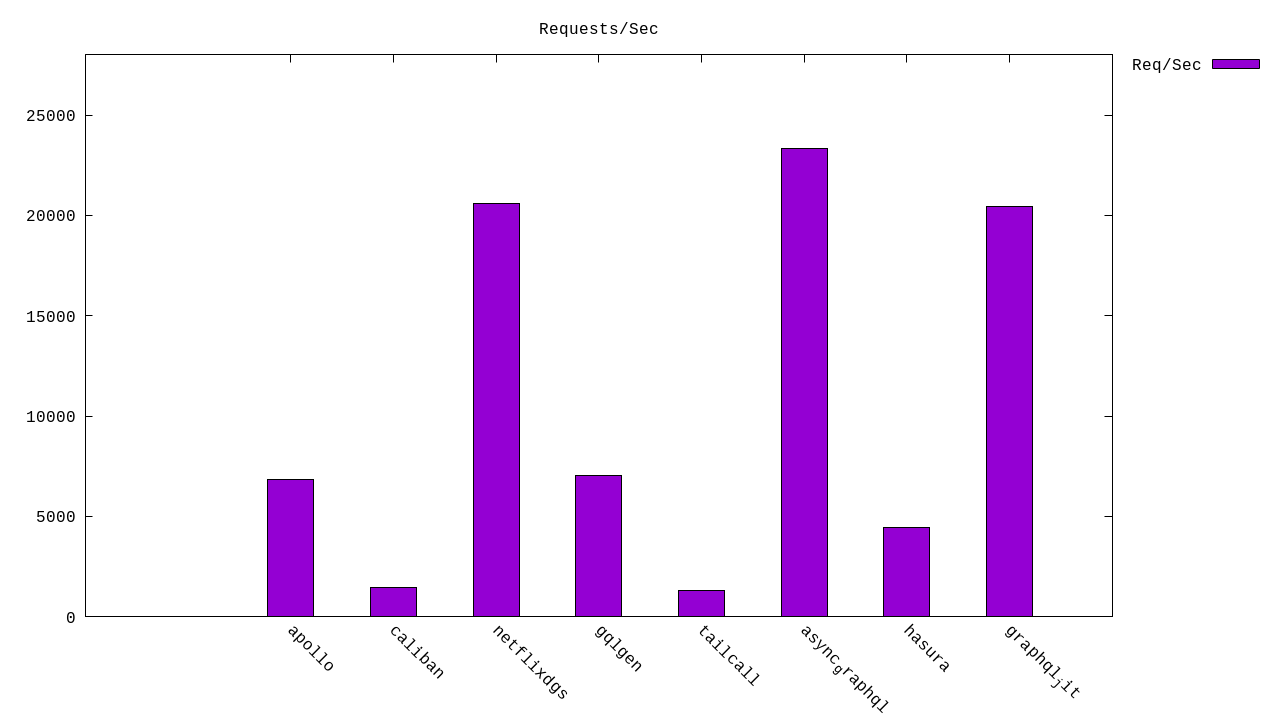 Requests/Sec
Req/Sec
25000
20000
15000
10000
5000
0
apollo
caliban
netflixdgs
gqlgen
tailcall
async_graphql
hasura
graphql_jit